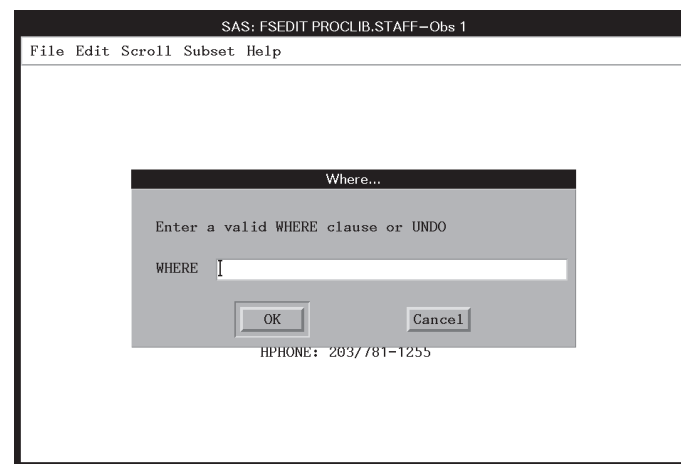 SAS: FSEDIT PROCLIB.STAFF—Obs 1
File Edit Scroll Subset Help
Where...
Enter a valid WHERE clause or UNDO
WHERE
OK Cancel
HPHONE: 203/781-1255